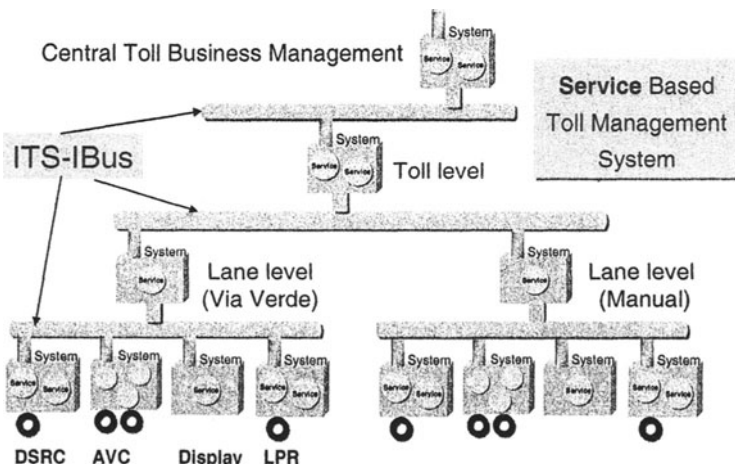 System
Central Toll Business Management
Service
Service
Service Based
Toll Management
System
ITS-IBus
System
Service
Service
Toll level
System
Service
Lane level
(Via Verde)
System
Service
Lane level
(Manual)
System
Service
Service
System
System
Service
System
Service
Service
System
Service
Service
System
System
Service
System
Service
Service
DSRC
AVC
Display
LPR